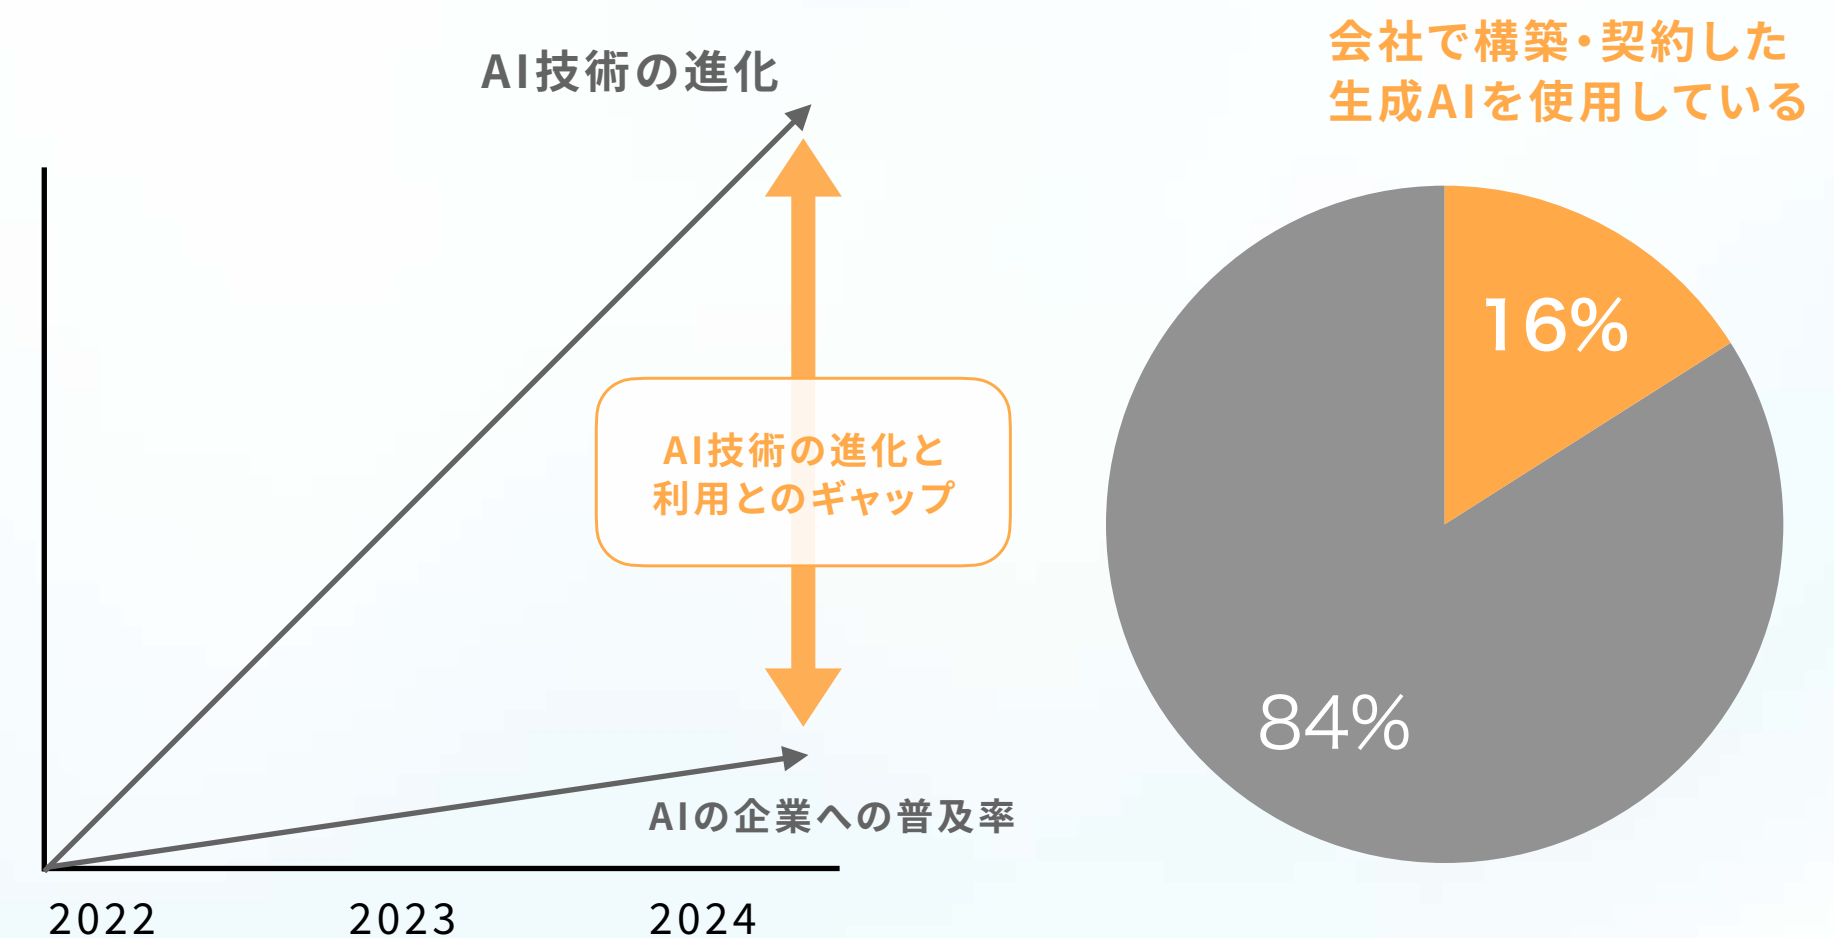 AI技術の進化
AI技術の進化と
利用とのギャップ
AIの企業への普及率
2022
2023
2024
会社で構築・契約した
生成AIを使用している
16%
84%